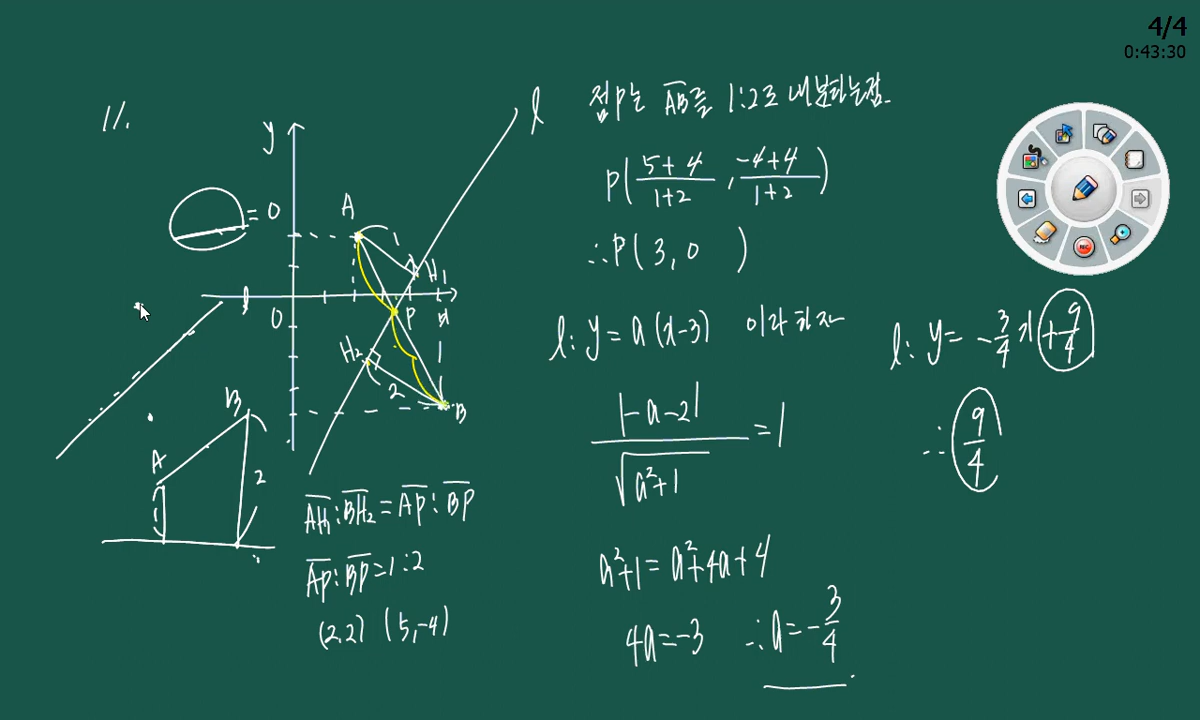 4/4
0:43:30
11.
y
l
= 0
A
1
H₁
O
P
H₂
2
B
A
B
1
2
AH₁ : BH₂ = AP : BP
AP : BP = 1 : 2
(2,2) (5,-4)
점P는 AB를 1:2로 내분하는점
P(5+4/1+2, -4+4/1+2)
∴P( 3, 0 )
l: y = a(x-3) 이라 하자
|-a-2|/√a²+1 = 1
a²+1 = a²+4a+4
4a = -3 ∴a = -3/4
l: y = -3/4x + 9/4
∴ 9/4
REC